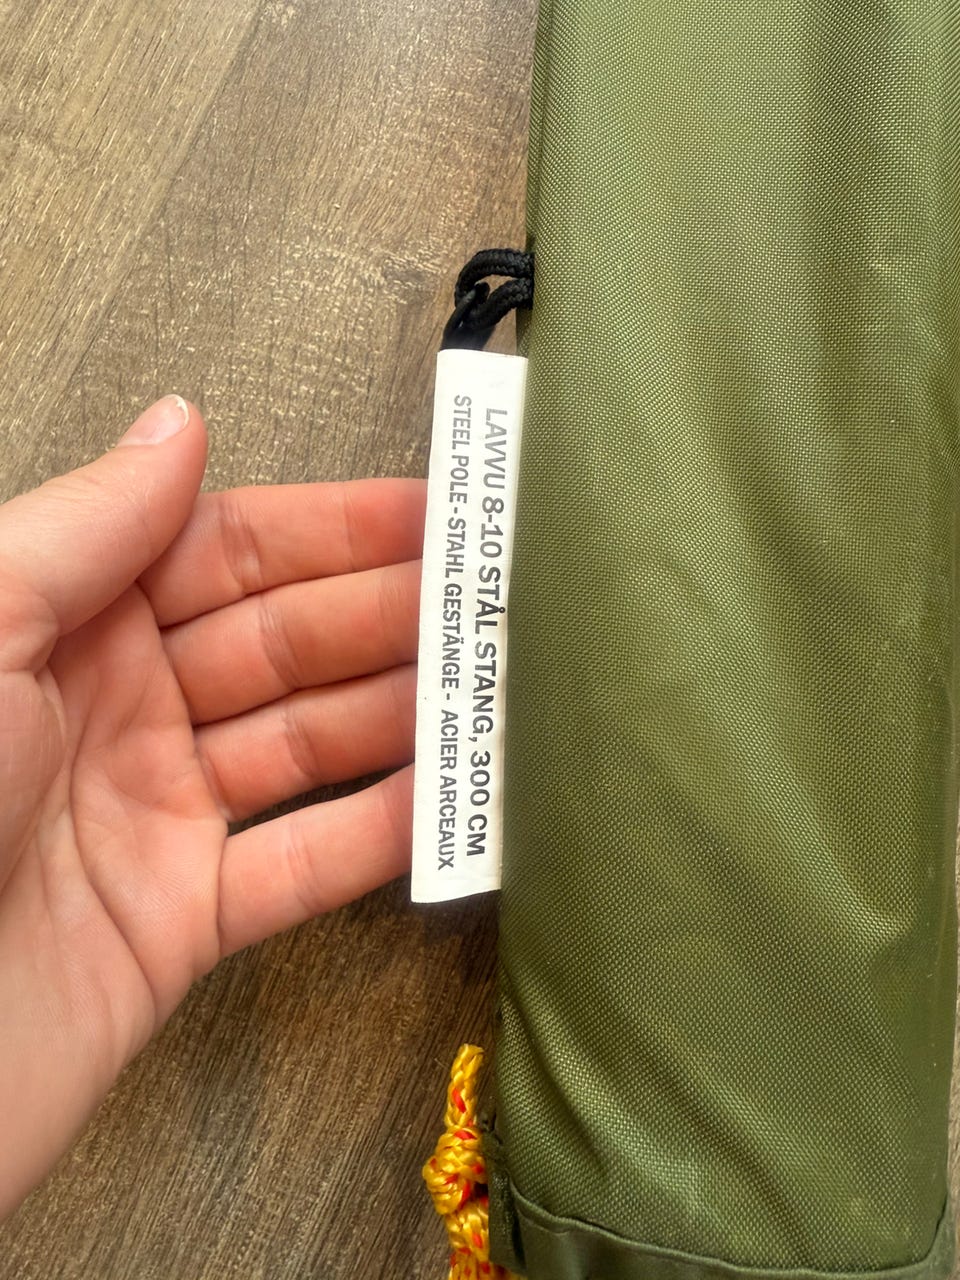 LAVVU 8-10 STÅL STANG, 300 CM
STEEL POLE - STAHL GESTÄNGE - ACIER ARCEAUX